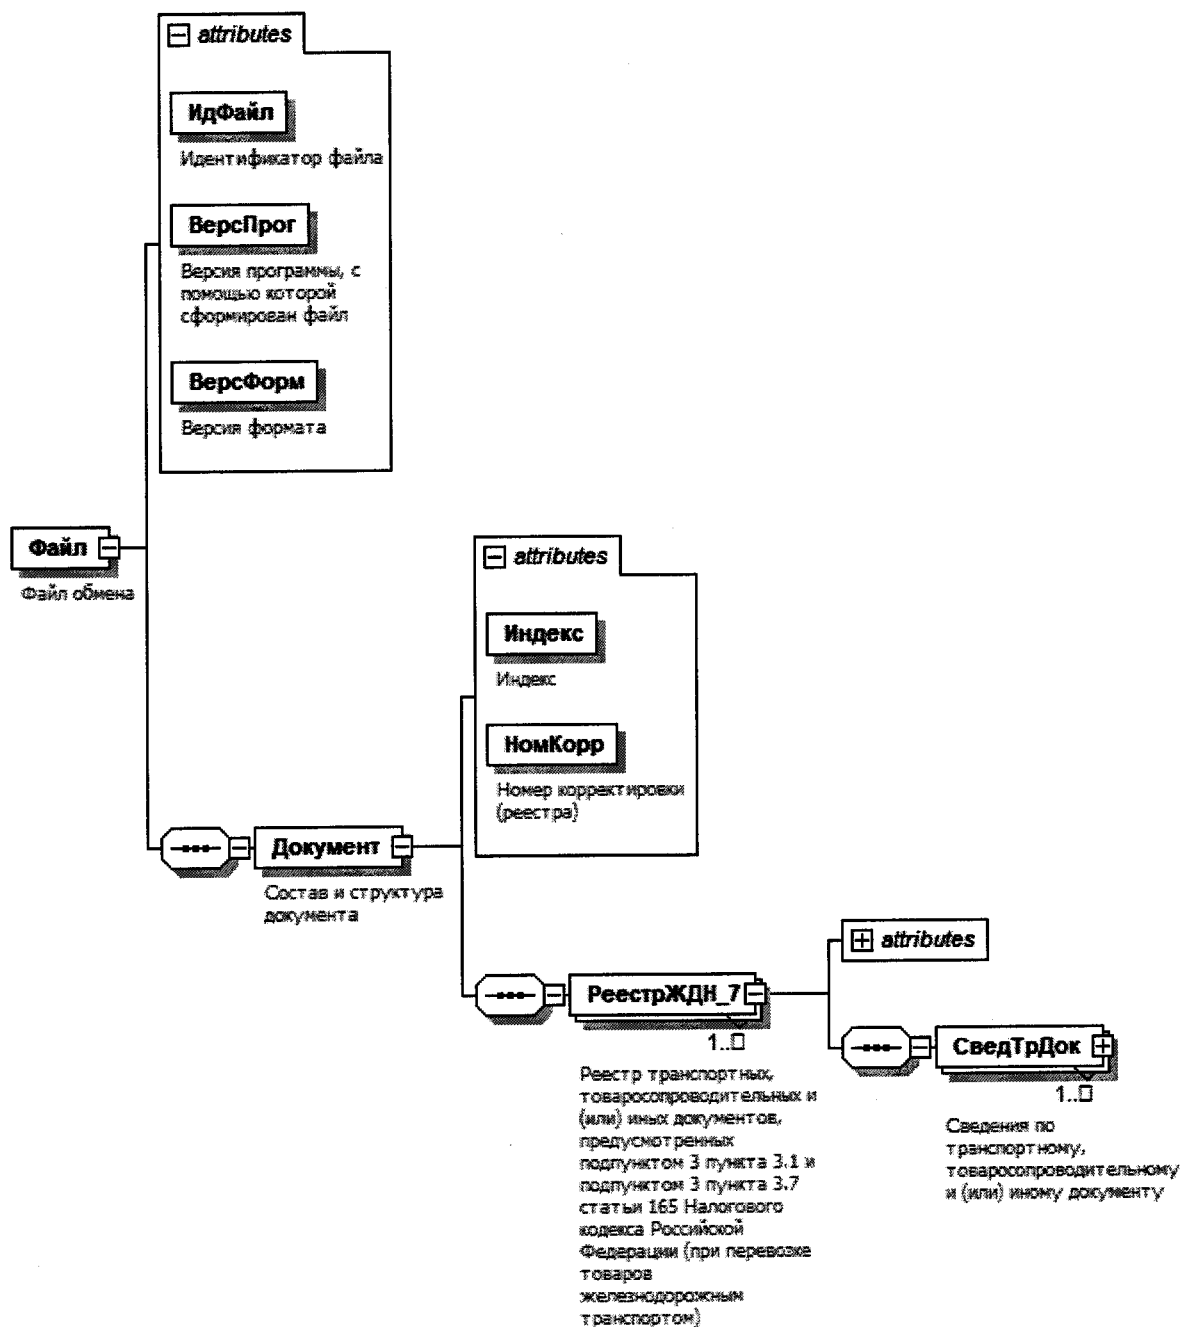 attributes
ИдФайл
Идентификатор файла
ВерсПрог
Версия программы, с
помощью которой
сформирован файл
ВерсФорм
Версия формата
Файл
Файл обмена
attributes
Индекс
Индекс
НомКорр
Номер корректировки
(реестра)
Документ
Состав и структура
документа
attributes
РеестрЖДН_7
1..□
Реестр транспортных,
товаросопроводительных и
(или) иных документов,
предусмотренных
подпунктом 3 пункта 3.1 и
подпунктом 3 пункта 3.7
статьи 165 Налогового
кодекса Российской
Федерации (при перевозке
товаров
железнодорожным
транспортом)
СведТрДок
1..□
Сведения по
транспортному,
товаросопроводительному
и (или) иному документу